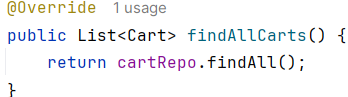 @Override 1 usage
public List<Cart> findAllCarts() {
    return cartRepo.findAll();
}